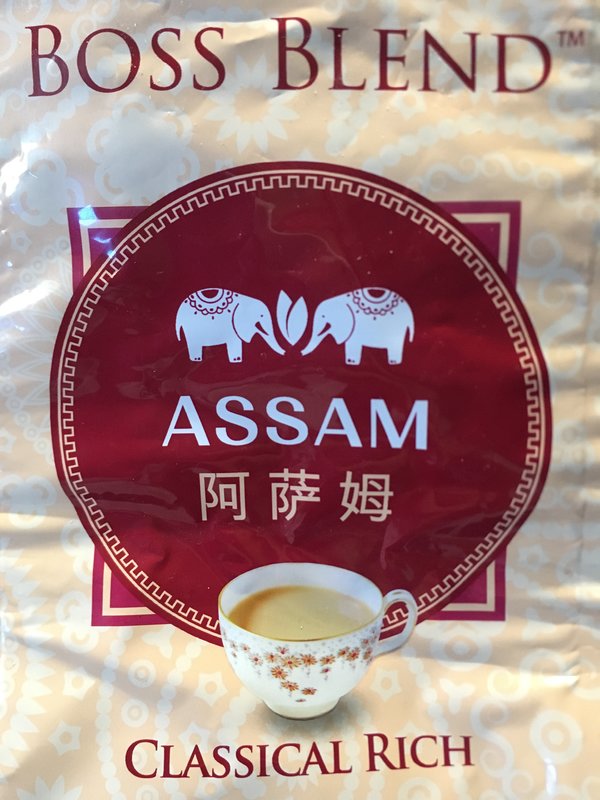 BOSS BLEND™
ASSAM
阿萨姆
CLASSICAL RICH